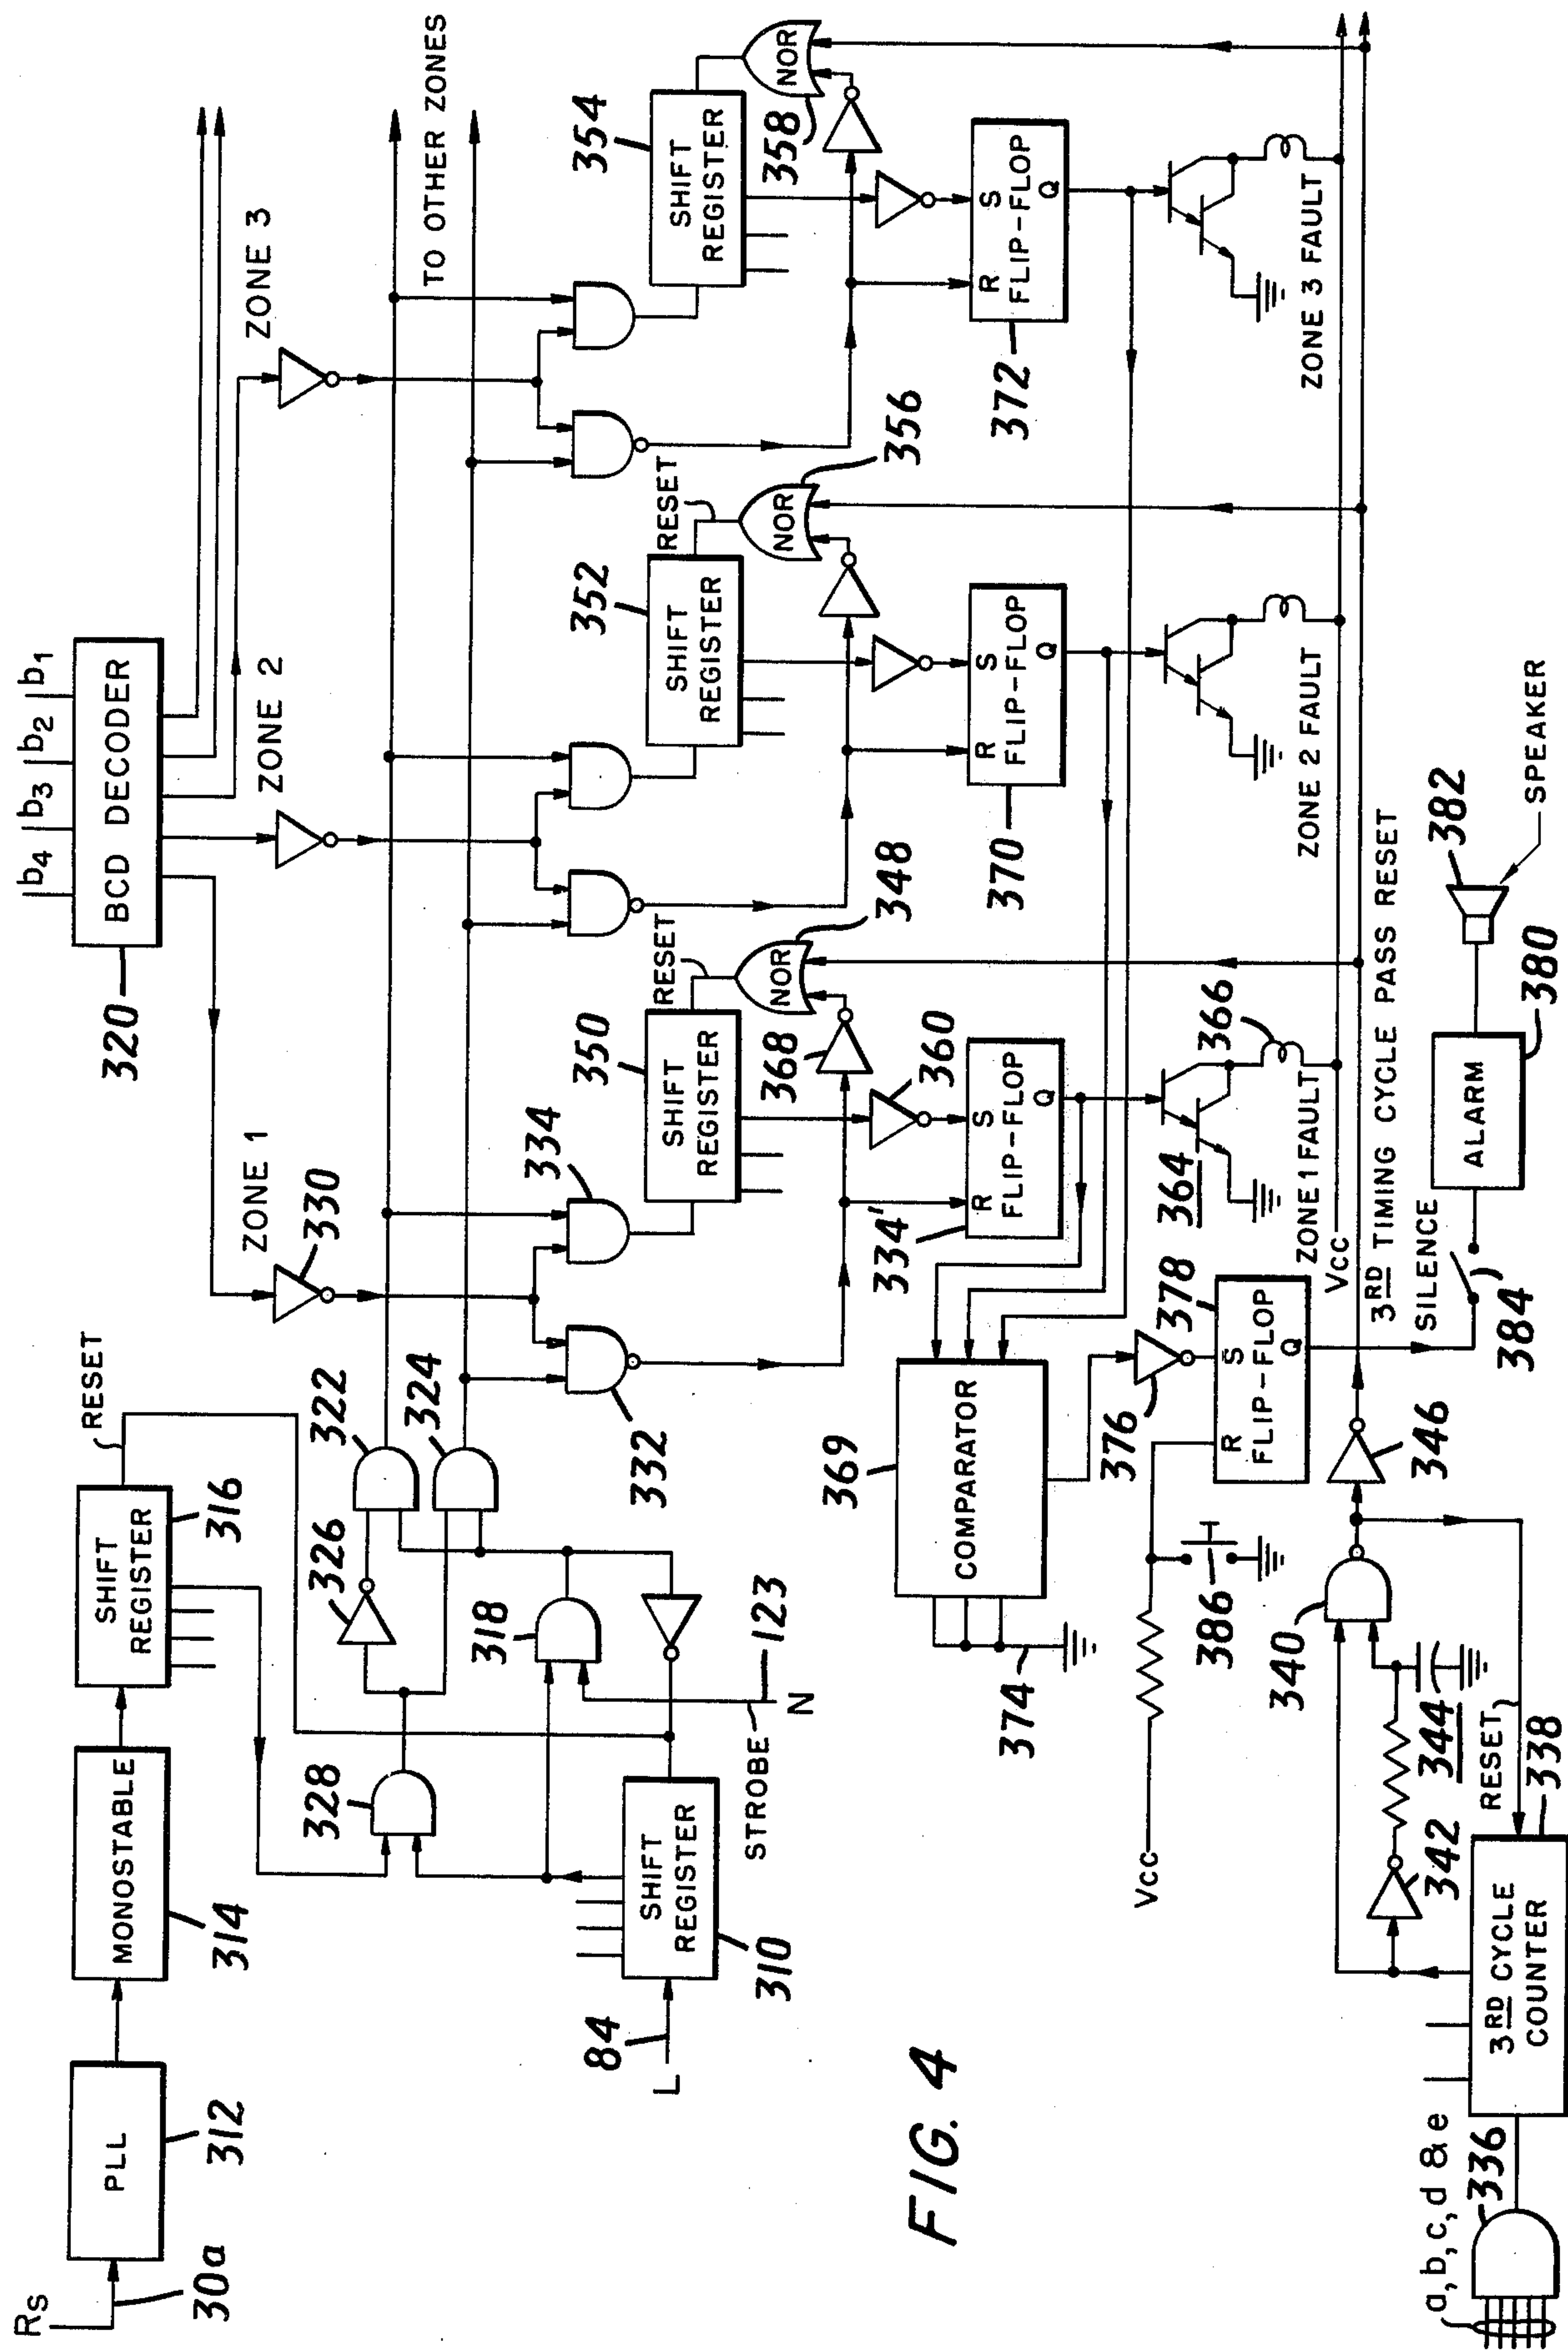 Rs
30a
PLL
312
MONOSTABLE
314
SHIFT
REGISTER
316
RESET
BCD DECODER
320
b4
b3
b2
b1
ZONE 1
ZONE 2
ZONE 3
330
322
324
326
328
318
TO OTHER ZONES
L
84
SHIFT
REGISTER
310
STROBE
N
123
332
334
SHIFT
REGISTER
350
RESET
NOR
348
368
360
R
S
FLIP-FLOP
Q
334'
SHIFT
REGISTER
352
RESET
NOR
356
R
S
FLIP-FLOP
Q
370
SHIFT
REGISTER
354
NOR
358
R
S
FLIP-FLOP
Q
372
COMPARATOR
369
374
376
R
S
FLIP-FLOP
Q
378
364
366
ZONE 1 FAULT
ZONE 2 FAULT
ZONE 3 FAULT
Vcc
Vcc
386
3RD TIMING CYCLE PASS RESET
SILENCE
384
ALARM
380
382
SPEAKER
340
346
344
342
RESET
338
3RD CYCLE
COUNTER
a, b, c, d & e
336
FIG. 4